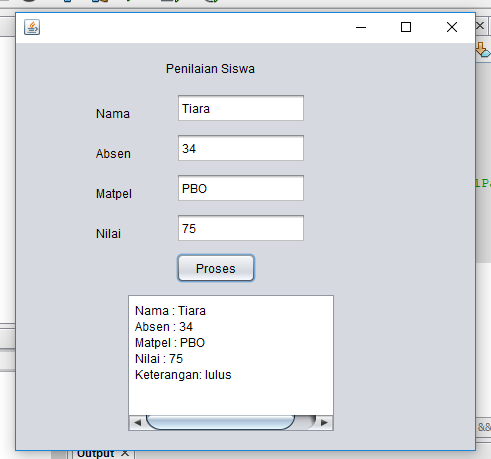 Penilaian Siswa
Nama
Tiara
Absen
34
Matpel
PBO
Nilai
75
Proses
Nama : Tiara
Absen : 34
Matpel : PBO
Nilai : 75
Keterangan: lulus
&&
Output